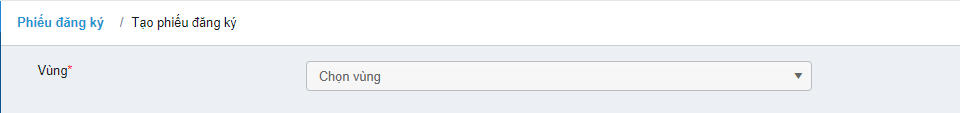 Phiếu đăng ký / Tạo phiếu đăng ký
Vùng* Chọn vùng